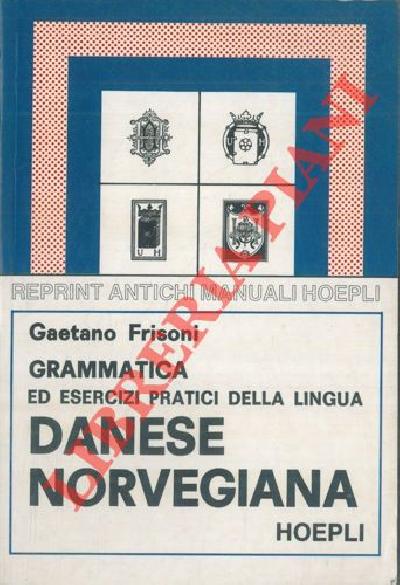 REPRINT ANTICHI MANUALI HOEPLI
Gaetano Frisoni
GRAMMATICA
ED ESERCIZI PRATICI DELLA LINGUA
DANESE
NORVEGIANA
HOEPLI
LIBRERIA PIANI
U H